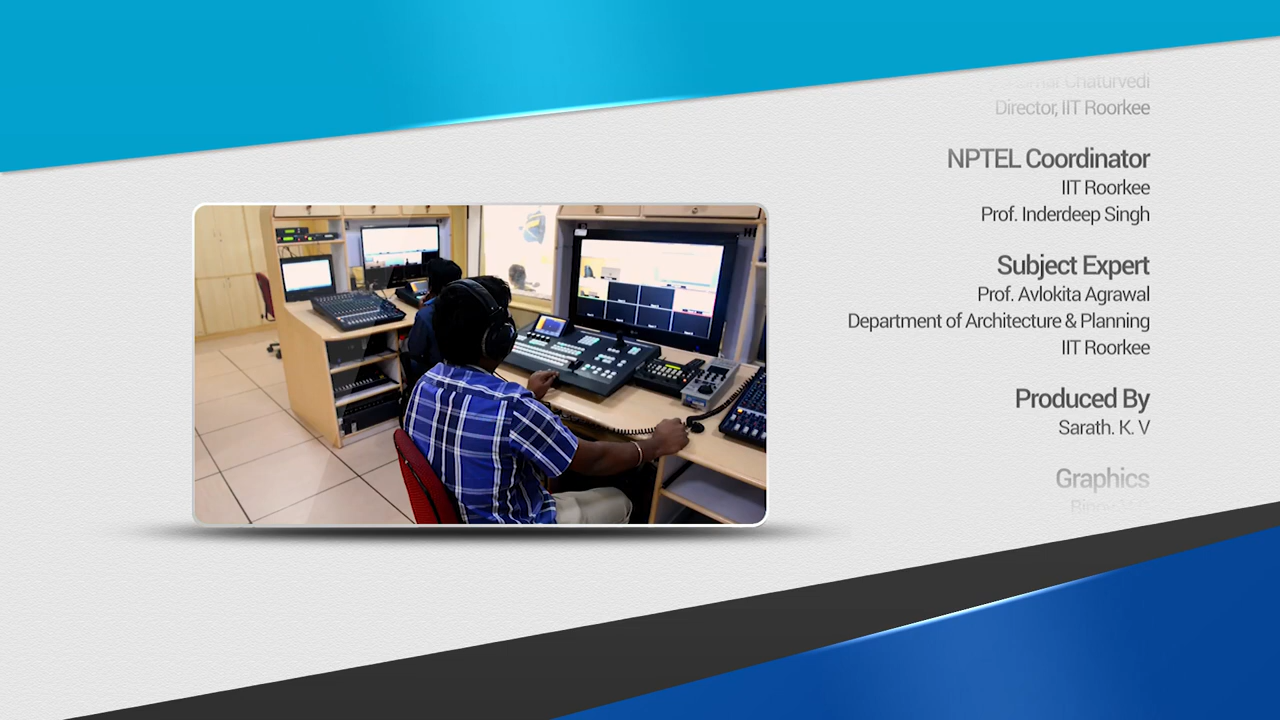 Chaturvedi
Director, IIT Roorkee
NPTEL Coordinator
IIT Roorkee
Prof. Inderdeep Singh
Subject Expert
Prof. Avlokita Agrawal
Department of Architecture & Planning
IIT Roorkee
Produced By
Sarath. K. V
Graphics